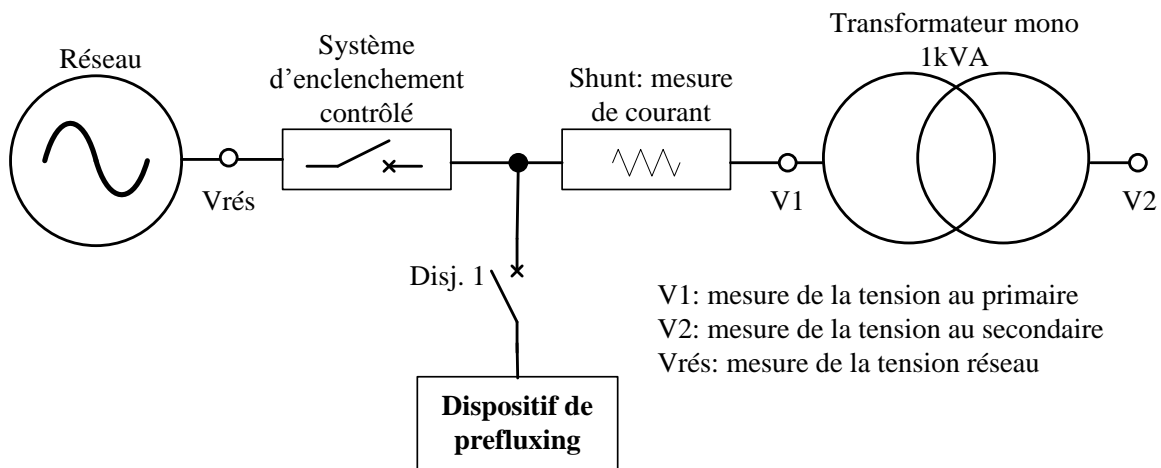 Réseau
Système
d'enclenchement
contrôlé
Shunt: mesure
de courant
Transformateur mono
1kVA
Vrés
V1
V2
Disj. 1
V1: mesure de la tension au primaire
V2: mesure de la tension au secondaire
Vrés: mesure de la tension réseau
Dispositif de
prefluxing